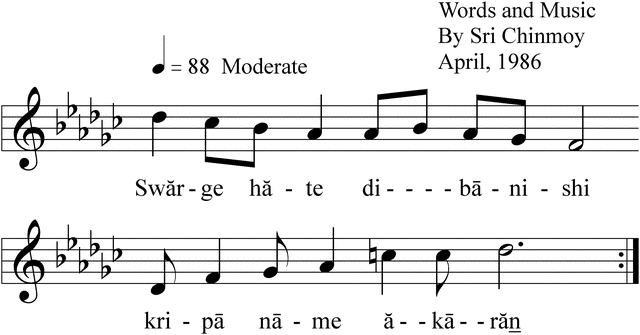 Words and Music
By Sri Chinmoy
April, 1986
♩ = 88 Moderate
Swăr - ge hă - te di - - - - bā - ni - shi
kri - pā nā - me ă - - kā - - răn